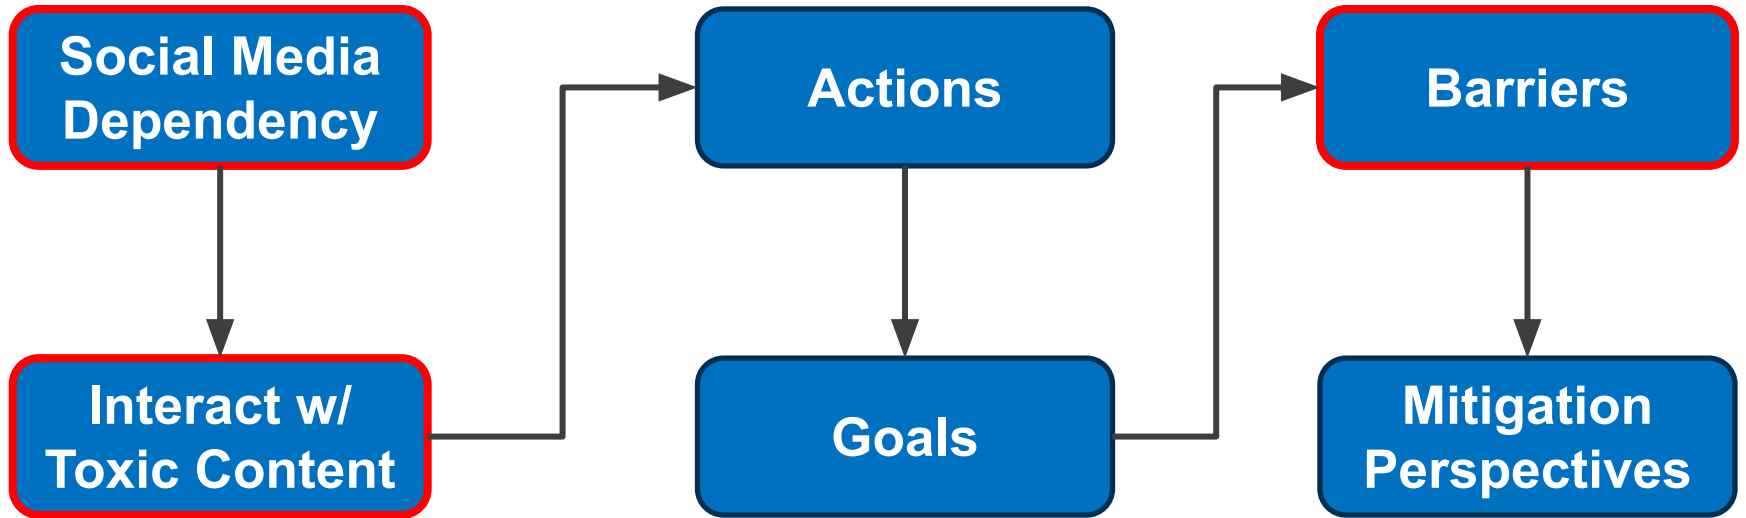 Social Media
Dependency
Interact w/
Toxic Content
Actions
Goals
Barriers
Mitigation
Perspectives